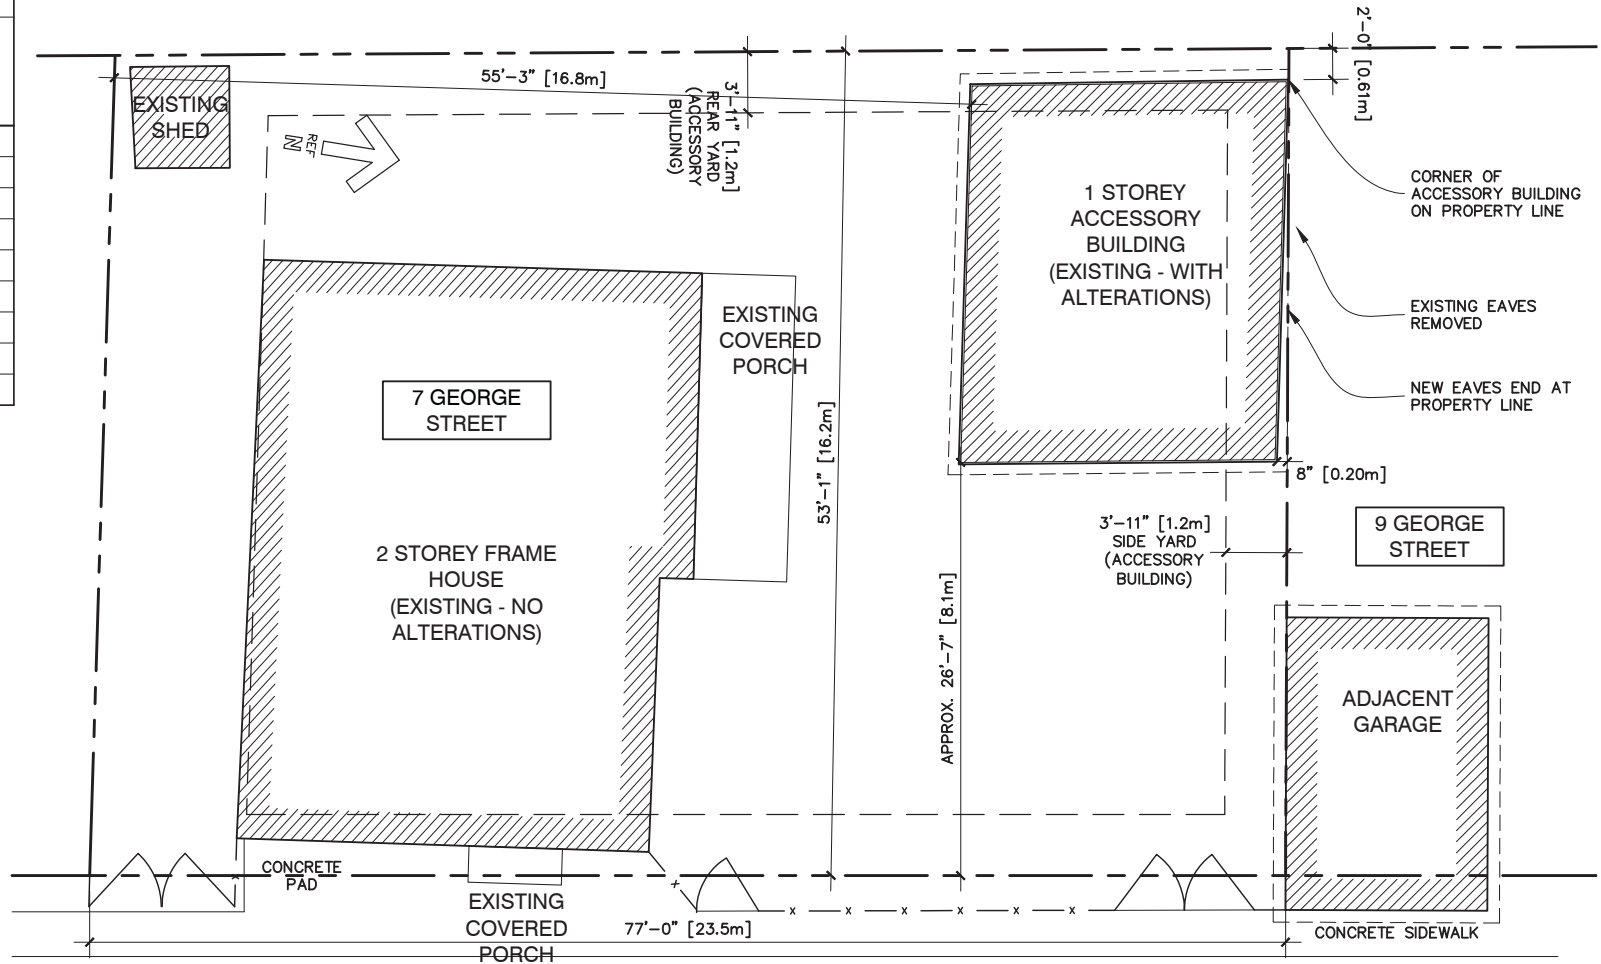 2'-0" [0.61m]
55'-3" [16.8m]
3'-11" [1.2m]
REAR YARD
(ACCESSORY
BUILDING)
EXISTING
SHED
REF
N
1 STOREY
ACCESSORY
BUILDING
(EXISTING - WITH
ALTERATIONS)
CORNER OF
ACCESSORY BUILDING
ON PROPERTY LINE
EXISTING EAVES
REMOVED
NEW EAVES END AT
PROPERTY LINE
EXISTING
COVERED
PORCH
7 GEORGE
STREET
53'-1" [16.2m]
8" [0.20m]
9 GEORGE
STREET
3'-11" [1.2m]
SIDE YARD
(ACCESSORY
BUILDING)
2 STOREY FRAME
HOUSE
(EXISTING - NO
ALTERATIONS)
APPROX. 26'-7" [8.1m]
ADJACENT
GARAGE
CONCRETE
PAD
EXISTING
COVERED
PORCH
x
x x x x x x
x
77'-0" [23.5m]
CONCRETE SIDEWALK